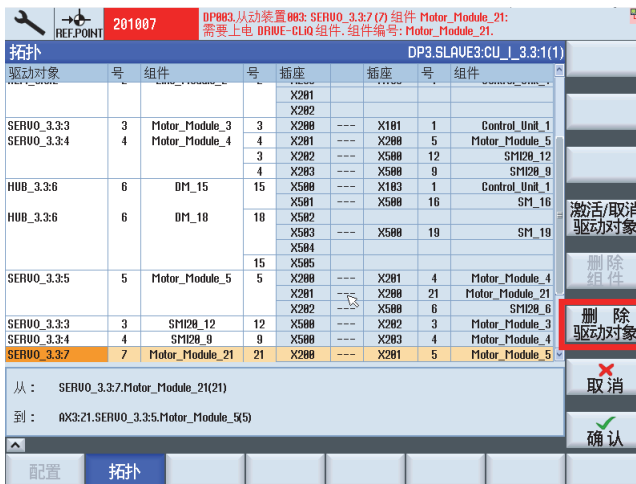 REF.POINT
201007
DP003.从动装置003: SERVO_3.3:7 (7) 组件 Motor_Module_21:
需要上电 DRIVE-CLiQ 组件. 组件编号: Motor_Module_21.
拓扑 DP3.SLAVE3:CU_I_3.3:1(1)
驱动对象 号 组件 号 插座 插座 号 组件
X201
X202
SERVO_3.3:3 3 Motor_Module_3 3 X200 --- X101 1 Control_Unit_1
SERVO_3.3:4 4 Motor_Module_4 4 X201 --- X200 5 Motor_Module_5
3 X202 --- X500 12 SMI20_12
4 X203 --- X500 9 SMI20_9
HUB_3.3:6 6 DM_15 15 X500 --- X103 1 Control_Unit_1
X501 --- X500 16 SM_16
HUB_3.3:6 6 DM_18 18 X502
X503 --- X500 19 SM_19
X504
15 X505
SERVO_3.3:5 5 Motor_Module_5 5 X200 --- X201 4 Motor_Module_4
X201 --- X200 21 Motor_Module_21
X202 --- X500 6 SMI20_6
SERVO_3.3:3 3 SMI20_12 12 X500 --- X202 3 Motor_Module_3
SERVO_3.3:4 4 SMI20_9 9 X500 --- X203 4 Motor_Module_4
SERVO_3.3:7 7 Motor_Module_21 21 X200 --- X201 5 Motor_Module_5
从： SERVO_3.3:7.Motor_Module_21(21)
到： AX3:21.SERVO_3.3:5.Motor_Module_5(5)
激活/取消
驱动对象
删除
组件
删 除
驱动对象
取消
确认
配置
拓扑